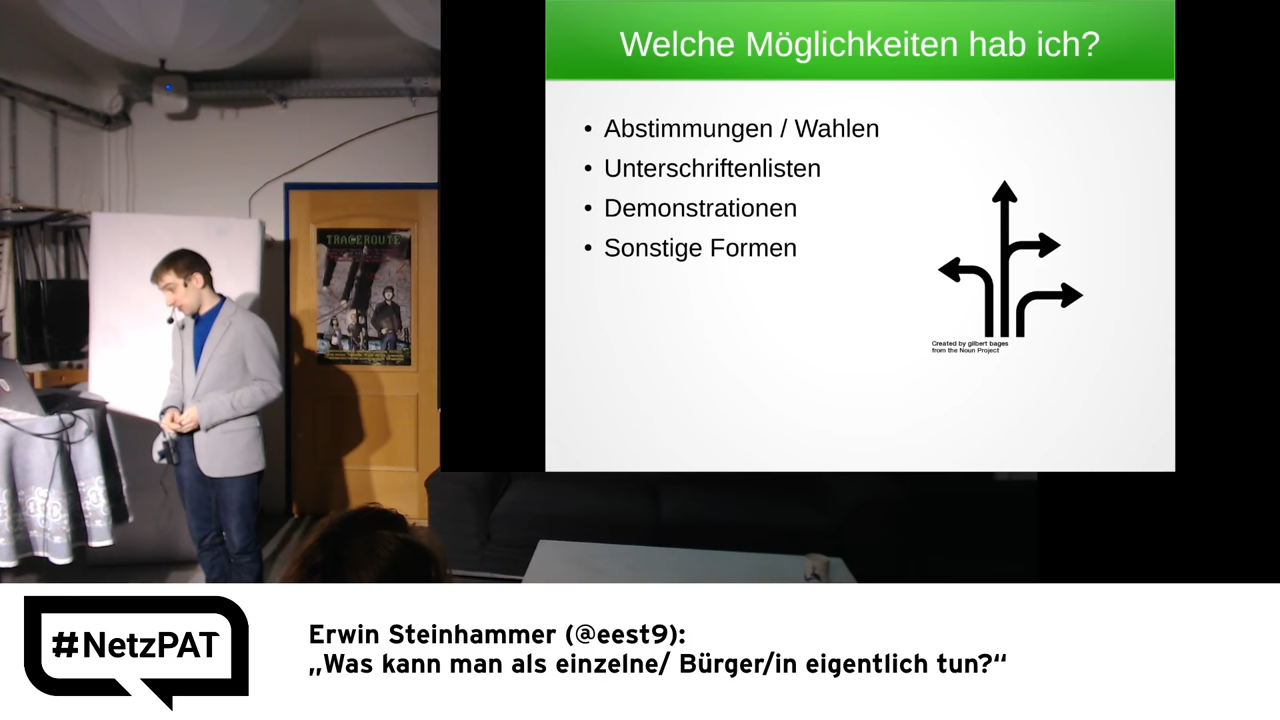 Welche Möglichkeiten hab ich?
• Abstimmungen / Wahlen
• Unterschriftenlisten
• Demonstrationen
• Sonstige Formen
Created by gilbert bages
from the Noun Project
TRACEROUTE
#NetzPAT
Erwin Steinhammer (@eest9):
„Was kann man als einzelne/ Bürger/in eigentlich tun?“